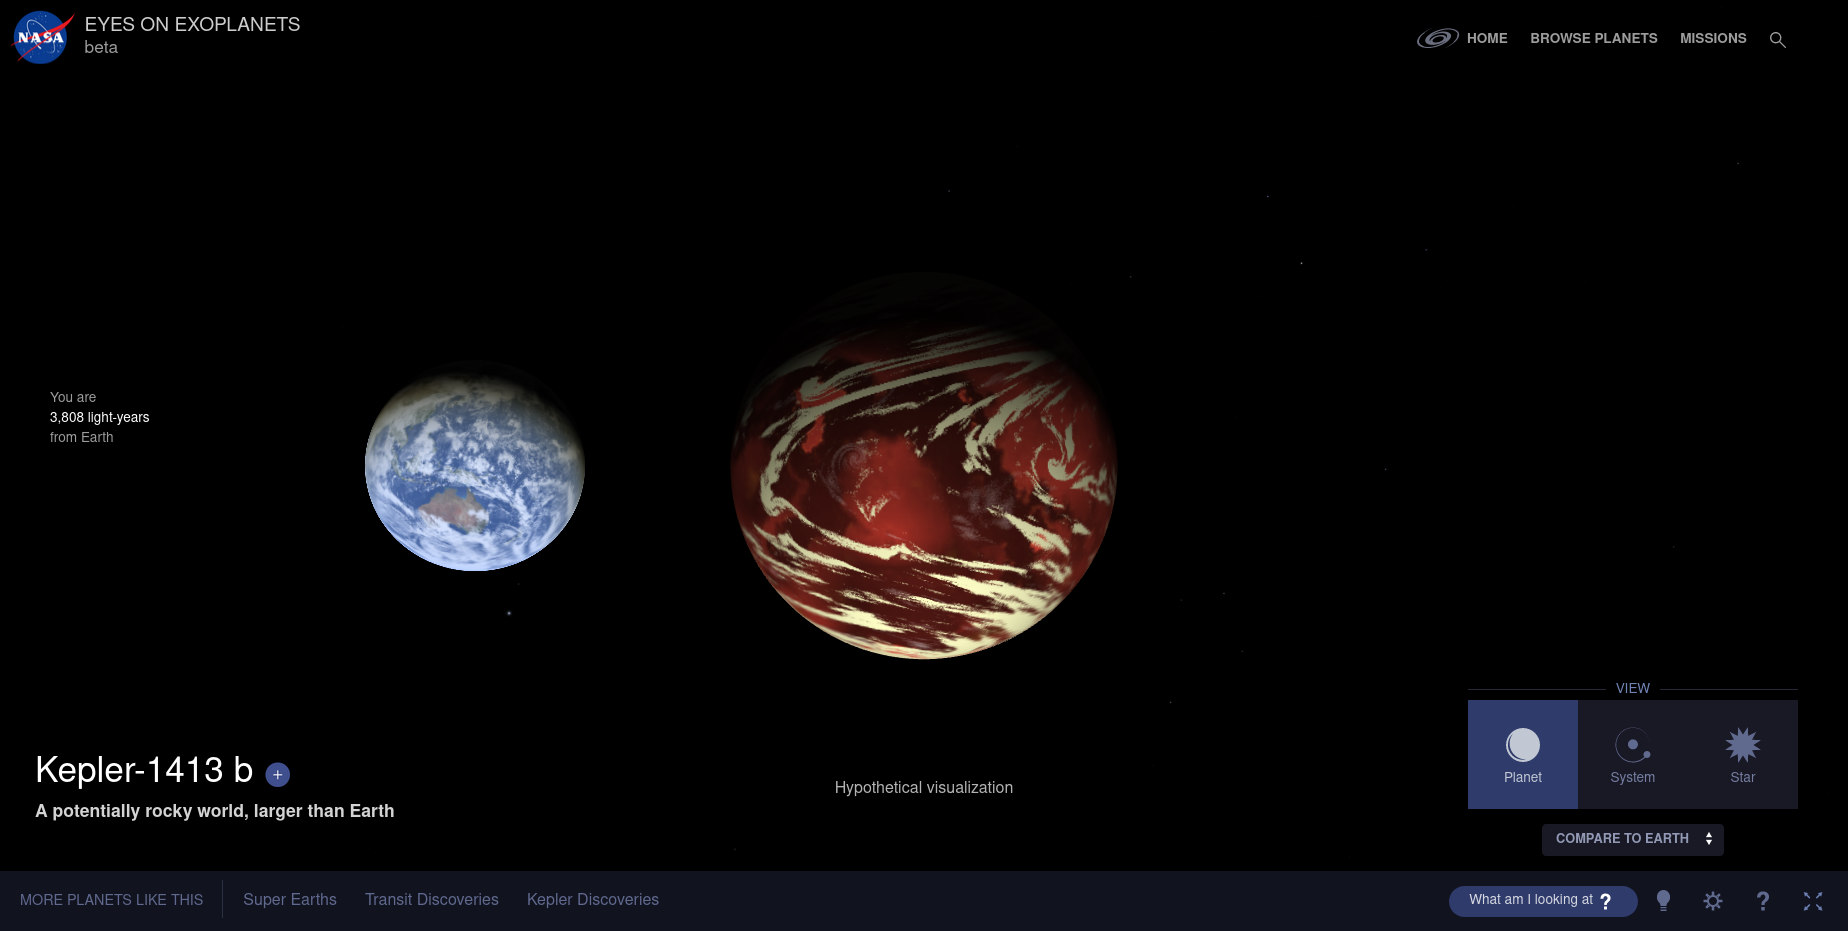 NASA
EYES ON EXOPLANETS
beta
HOME
BROWSE PLANETS
MISSIONS
You are
3,808 light-years
from Earth
Kepler-1413 b
A potentially rocky world, larger than Earth
Hypothetical visualization
VIEW
Planet
System
Star
COMPARE TO EARTH
MORE PLANETS LIKE THIS
Super Earths
Transit Discoveries
Kepler Discoveries
What am I looking at ?
?